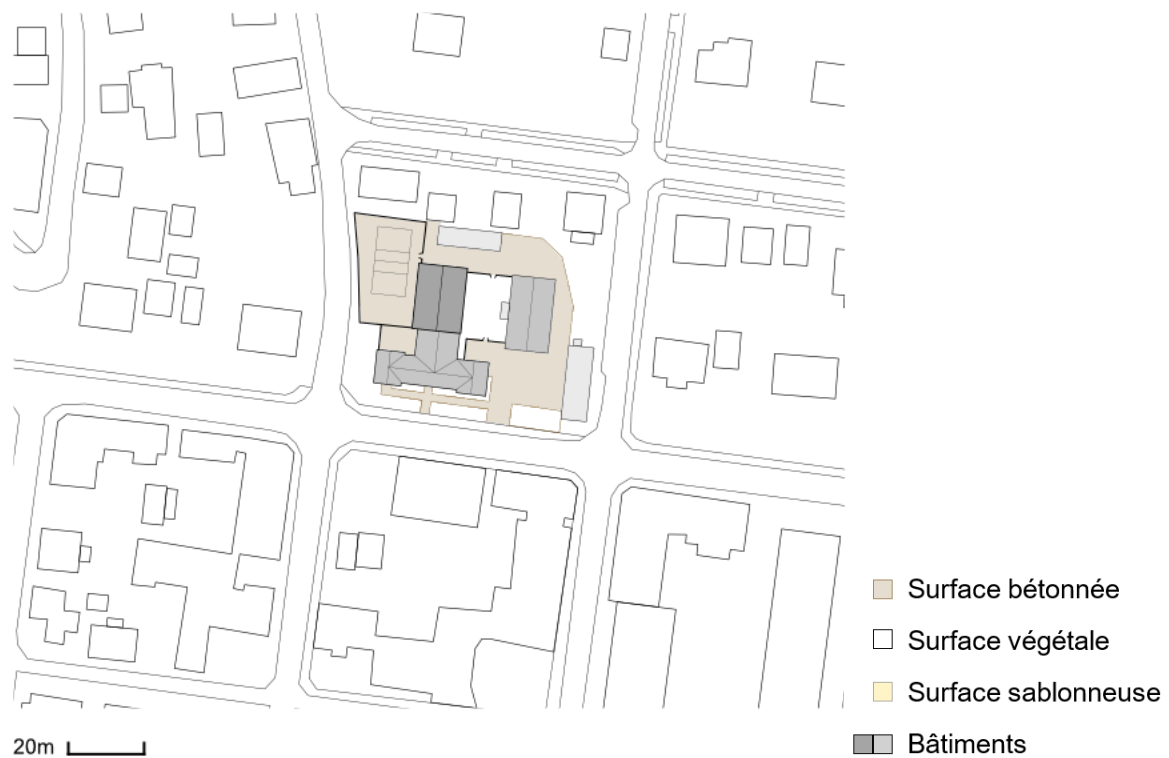 Surface bétonnée
Surface végétale
Surface sablonneuse
Bâtiments
20m